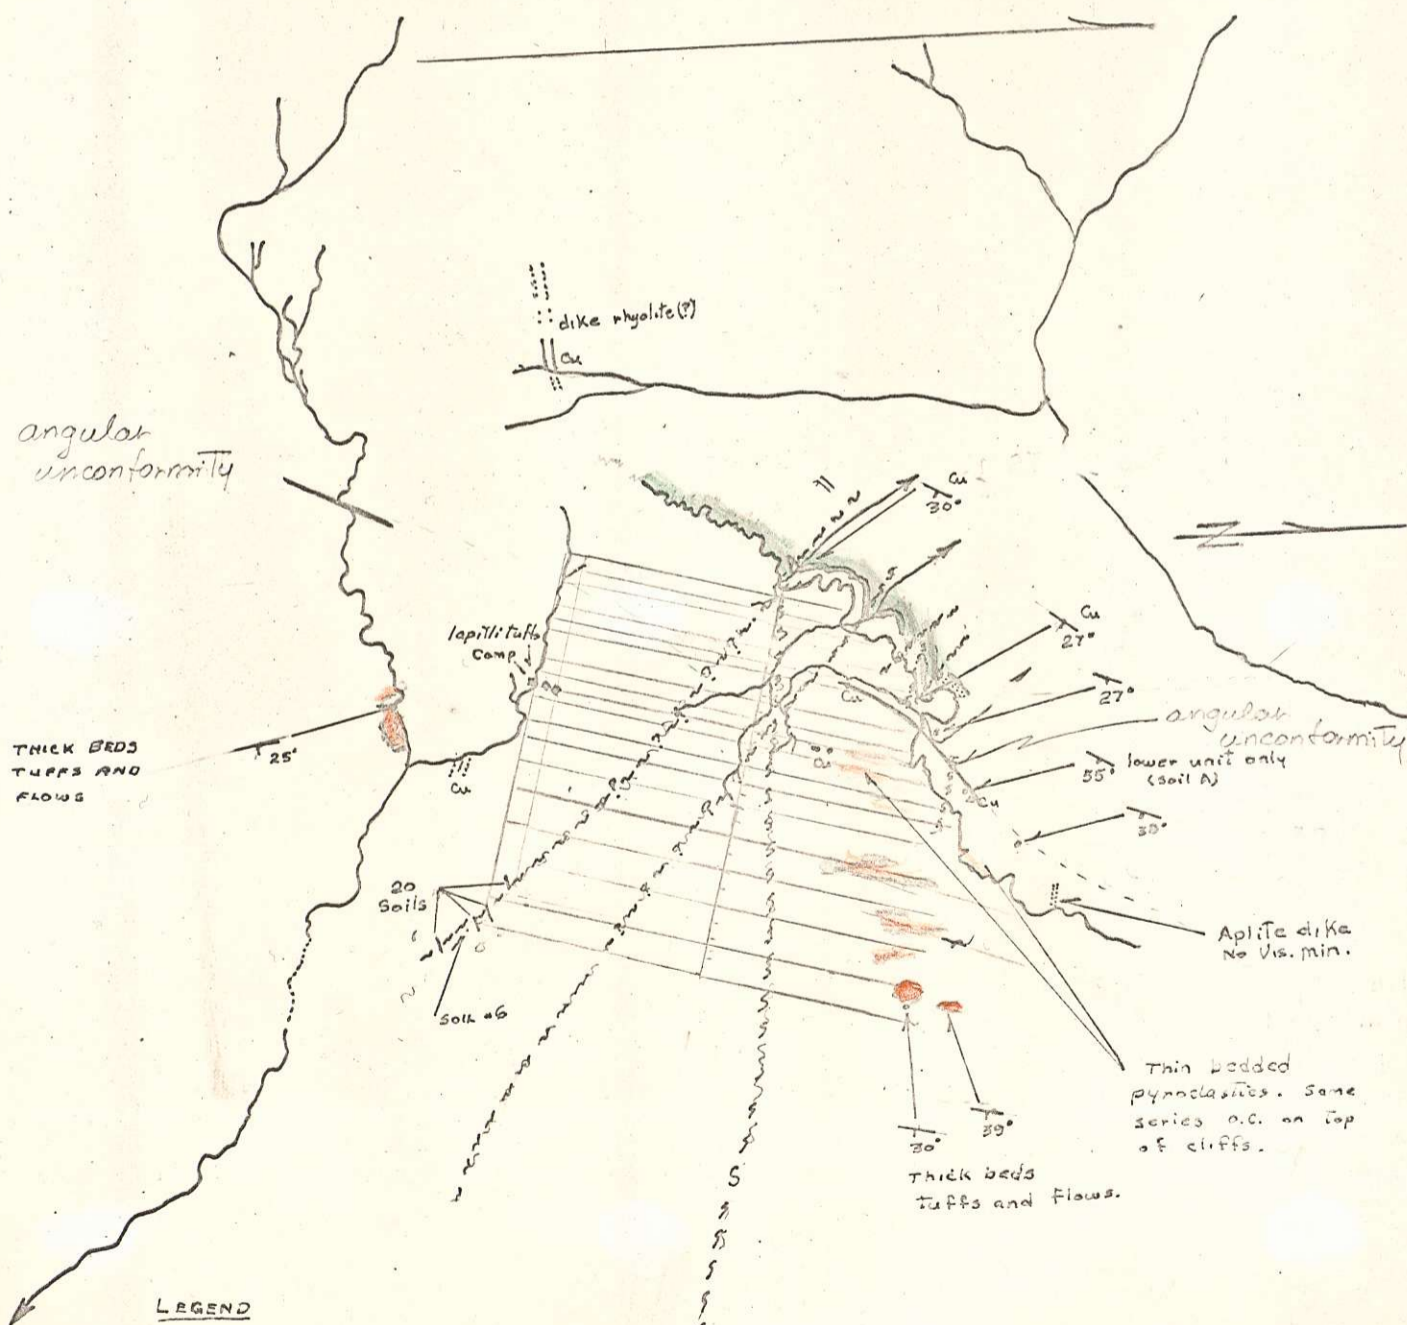 dike rhyolite(?)
Cu
angular
unconformity
Cu
30°
S
Cu
27°
lapilli tuffs
Camp
27°
Cu
angular
unconformity
THICK BEDS
TUFFS AND
FLOWS
25°
Cu
55°
lower unit only
(soil A)
Cu
20
Soils
Aplite dike
No Vis. min.
SOIL #6
Thin bedded
pyroclastics. Same
series o.c. on top
of cliffs.
30°
39°
Thick beds
Tuffs and Flows.
S
LEGEND